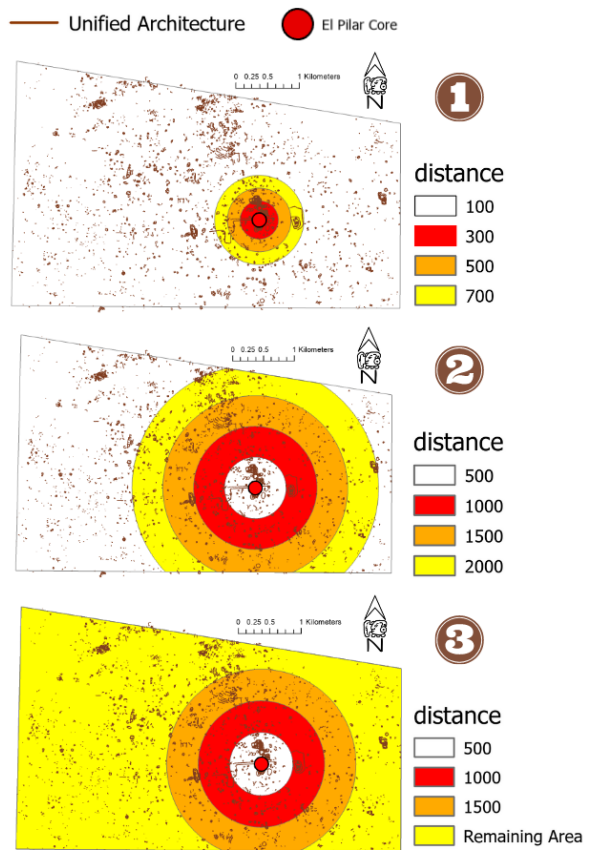 Unified Architecture El Pilar Core
0 0.25 0.5 1 Kilometers
N
1
distance
100
300
500
700
0 0.25 0.5 1 Kilometers
N
2
distance
500
1000
1500
2000
0 0.25 0.5 1 Kilometers
N
3
distance
500
1000
1500
Remaining Area